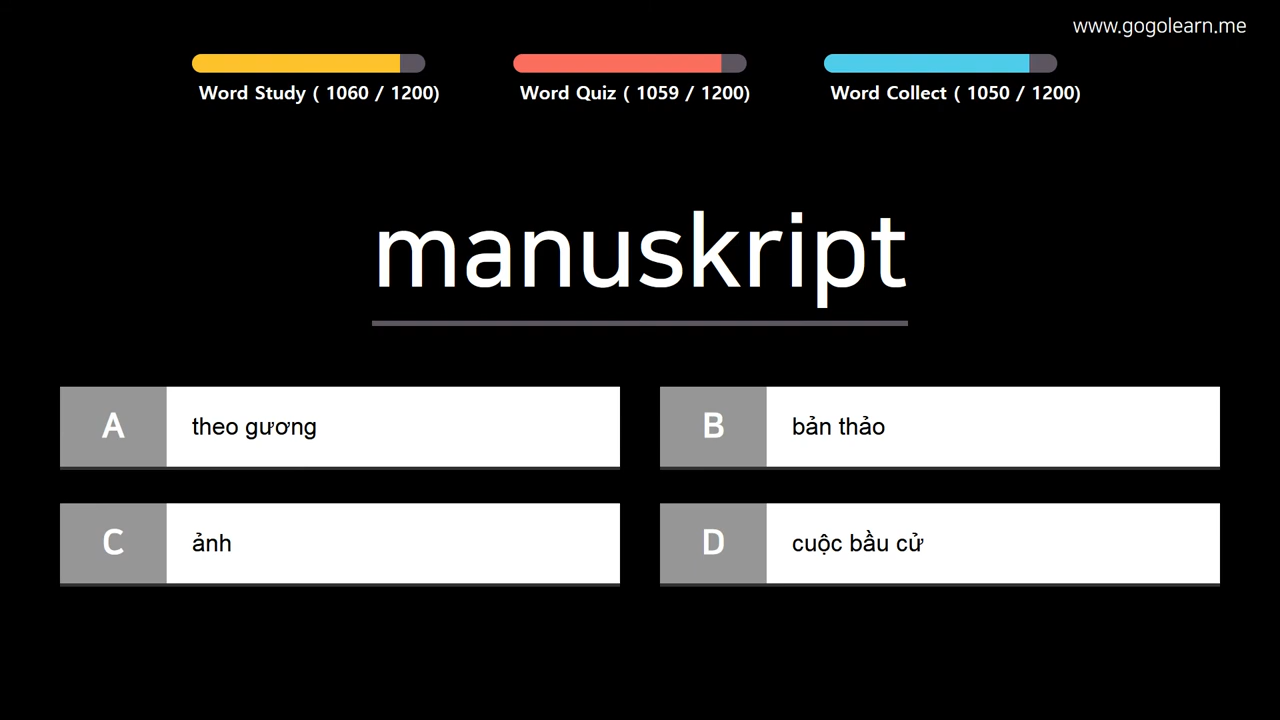 www.gogolearn.me
Word Study ( 1060 / 1200)
Word Quiz ( 1059 / 1200)
Word Collect ( 1050 / 1200)
manuskript
A theo gương
B bản thảo
C ảnh
D cuộc bầu cử